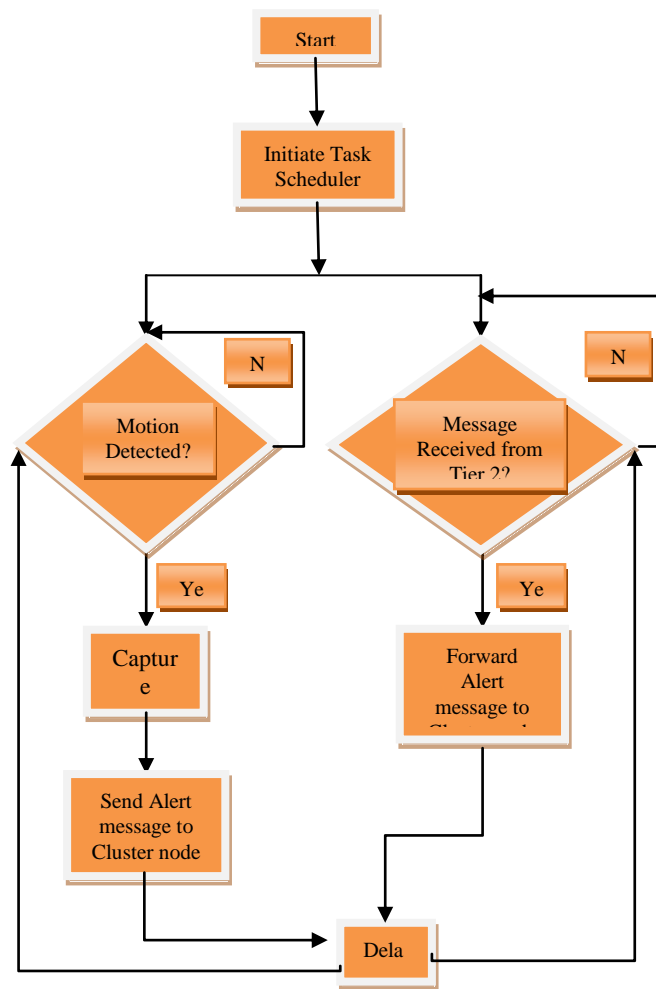 Start
Initiate Task
Scheduler
N
N
Motion
Detected?
Message
Received from
Tier 2?
Ye
Ye
Captur
e
Forward
Alert
message to
Send Alert
message to
Cluster node
Dela